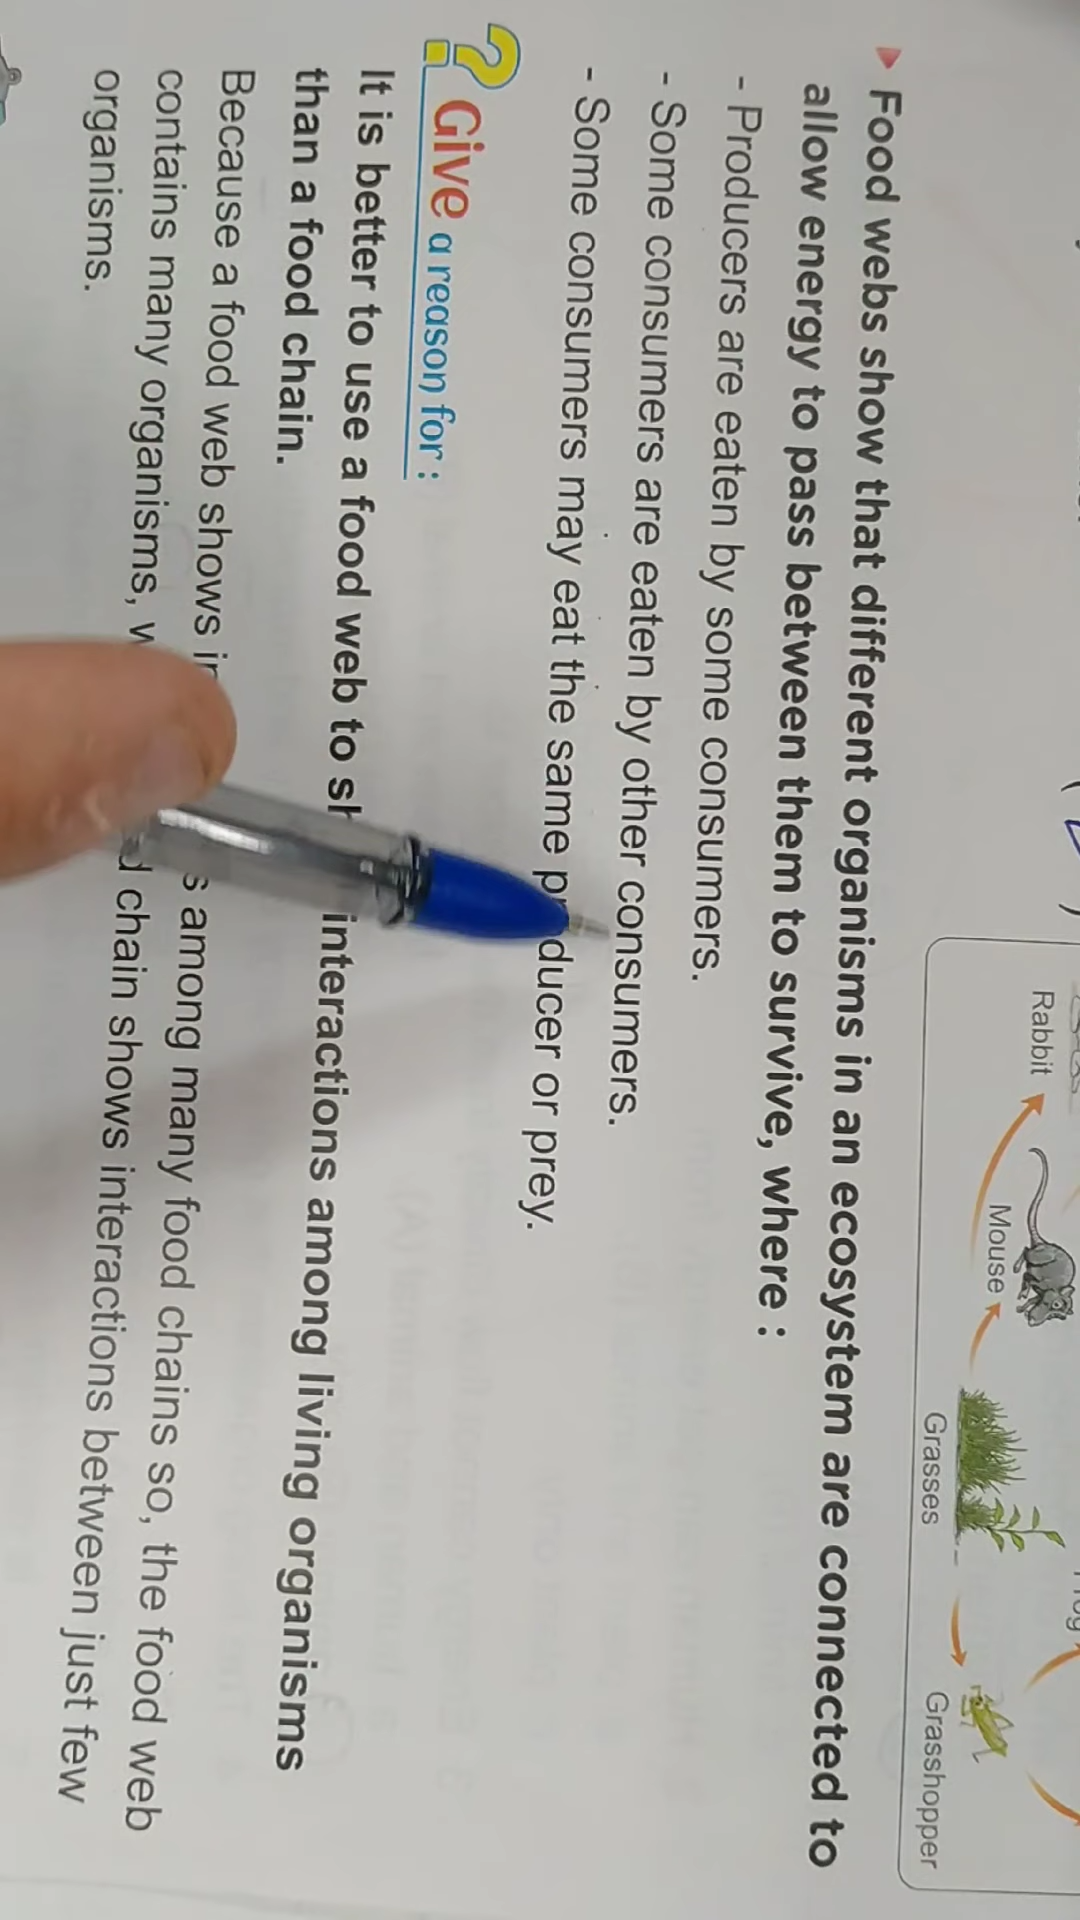 Rabbit
Mouse
Grasses
Grasshopper
Food webs show that different organisms in an ecosystem are connected to
allow energy to pass between them to survive, where :
- Producers are eaten by some consumers.
- Some consumers are eaten by other consumers.
- Some consumers may eat the same producer or prey.
? Give a reason for :
It is better to use a food web to interactions among living organisms
than a food chain.
Because a food web shows among many food chains so, the food web
contains many organisms, chain shows interactions between just few
organisms.